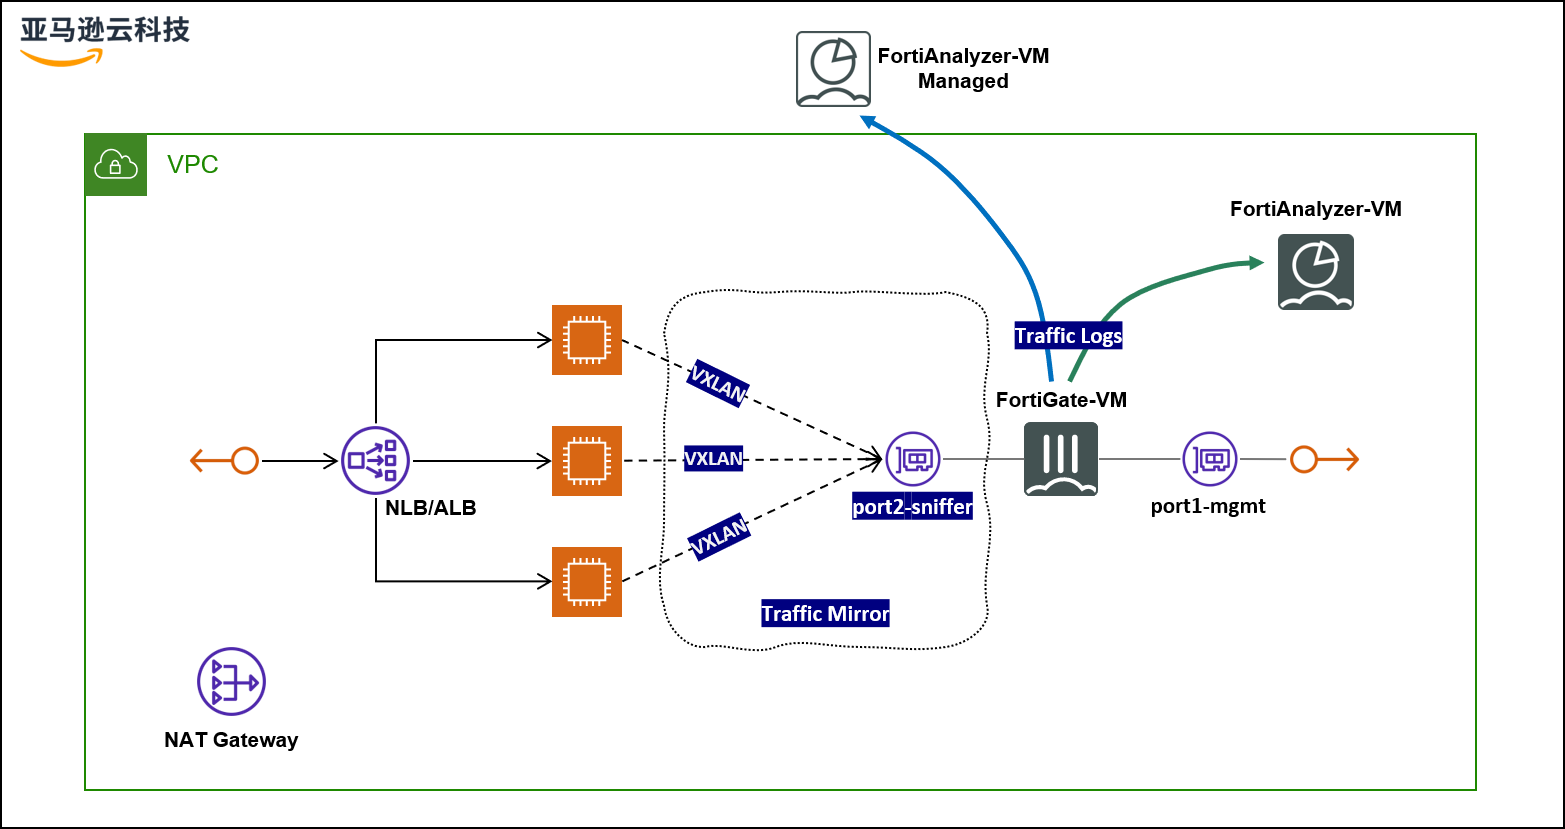 亚马逊云科技
FortiAnalyzer-VM
Managed
VPC
FortiAnalyzer-VM
Traffic Logs
FortiGate-VM
VXLAN
VXLAN
VXLAN
NLB/ALB
port2-sniffer
port1-mgmt
Traffic Mirror
NAT Gateway